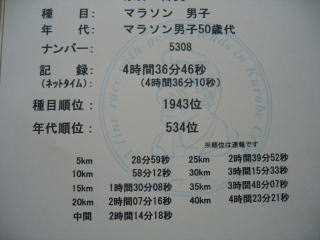 種　目：　マラソン　男子
年　代：　マラソン男子50歳代
ナンバー：　5308
記　録：　4時間36分46秒
（ネットタイム）：　（4時間36分10秒）
種目順位：　1943位
年代順位：　534位
※順位は速報です
5km　28分59秒　25km　2時間39分52秒
10km　58分12秒　30km　3時間15分33秒
15km　1時間30分08秒　35km　3時間48分07秒
20km　2時間07分16秒　40km　4時間23分21秒
中間　2時間14分18秒